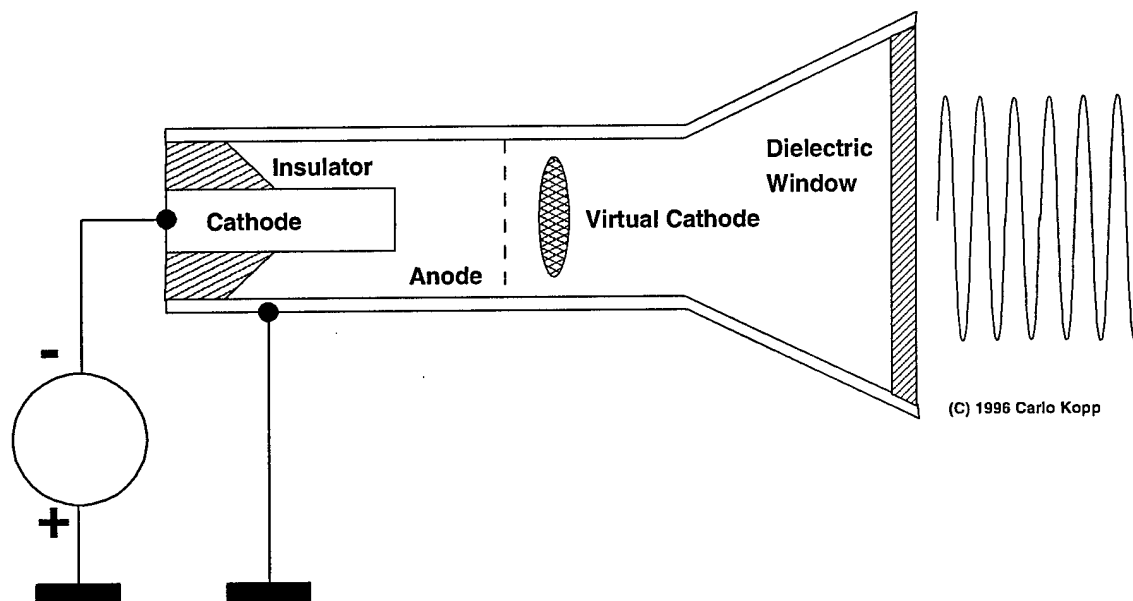 Insulator
Cathode
Anode
Virtual Cathode
Dielectric
Window
-
+
(C) 1996 Carlo Kopp